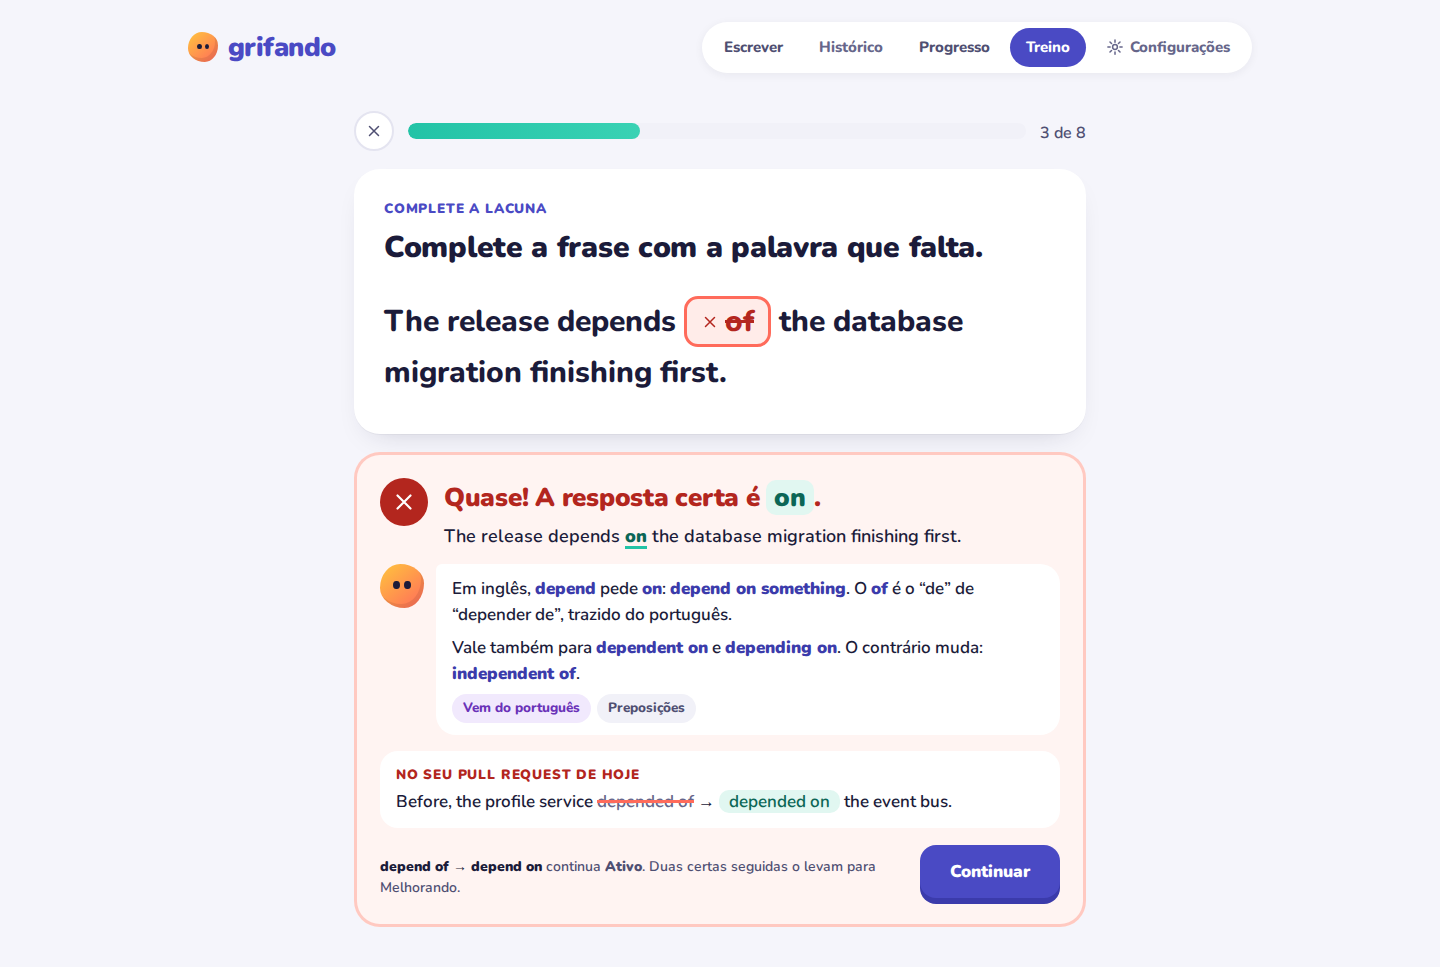 grifando
Escrever Histórico Progresso Treino Configurações
3 de 8
COMPLETE A LACUNA
Complete a frase com a palavra que falta.
The release depends × of the database
migration finishing first.
Quase! A resposta certa é on.
The release depends on the database migration finishing first.
Em inglês, depend pede on: depend on something. O of é o “de” de
“depender de”, trazido do português.
Vale também para dependent on e depending on. O contrário muda:
independent of.
Vem do português Preposições
NO SEU PULL REQUEST DE HOJE
Before, the profile service depended of → depended on the event bus.
depend of → depend on continua Ativo. Duas certas seguidas o levam para
Melhorando.
Continuar